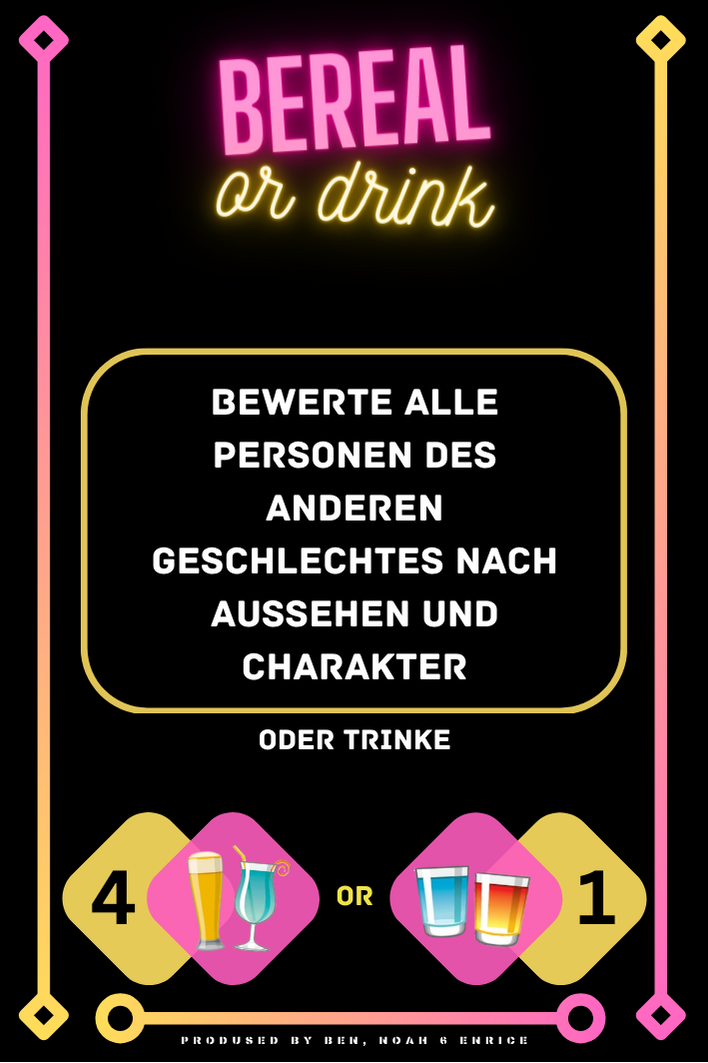 BEREAL
or drink
BEWERTE ALLE
PERSONEN DES
ANDEREN
GESCHLECHTES NACH
AUSSEHEN UND
CHARAKTER
ODER TRINKE
4 OR 1
PRODUSED BY BEN, NOAH & ENRICE